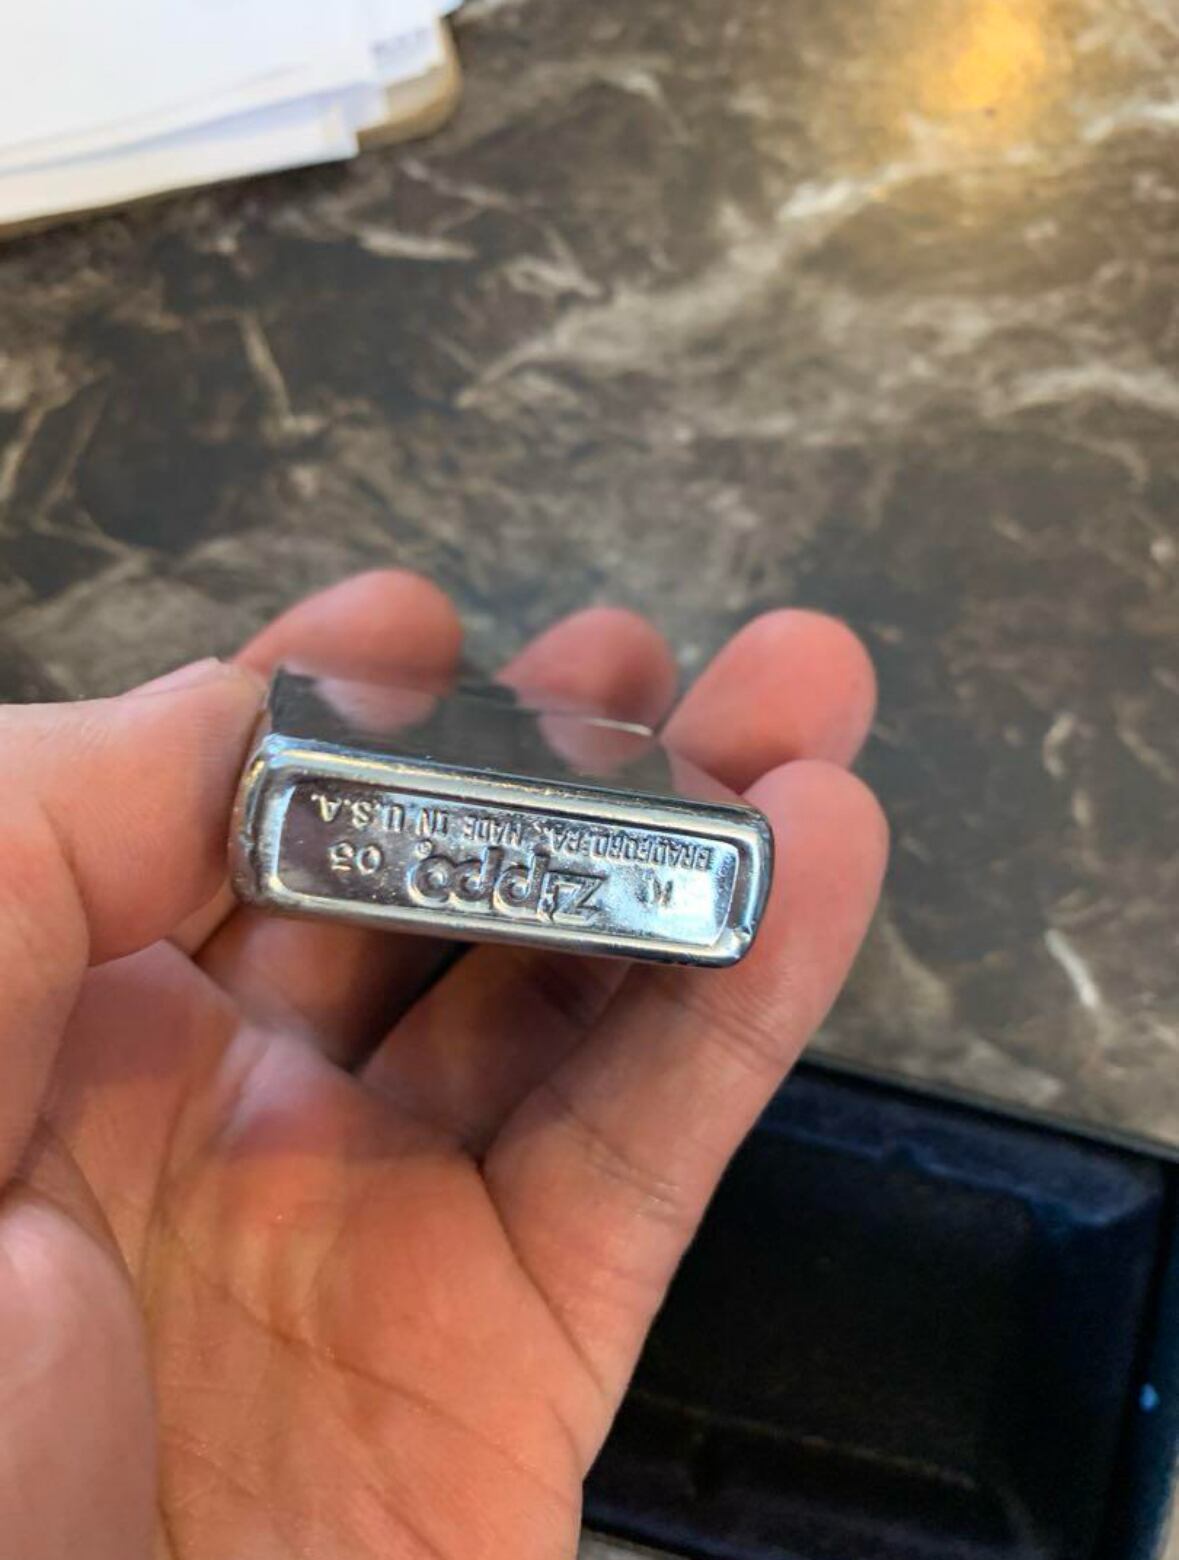 K Zippo® 05
BRADFORD, PA. MADE IN U.S.A.